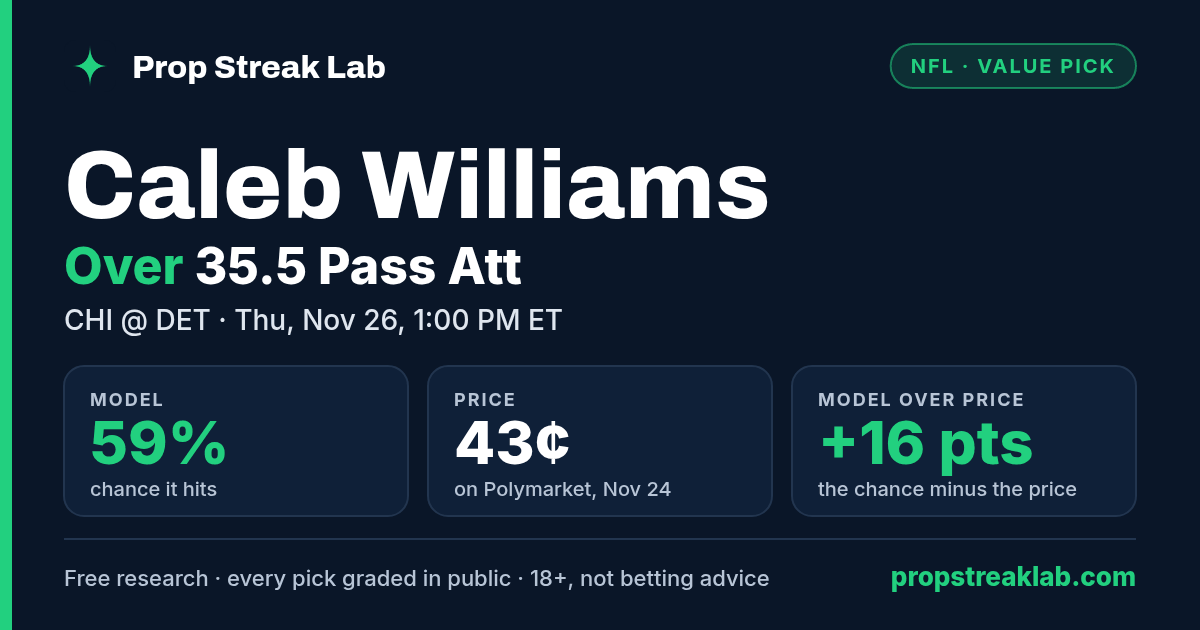 Prop Streak Lab
NFL · VALUE PICK
Caleb Williams
Over 35.5 Pass Att
CHI @ DET · Thu, Nov 26, 1:00 PM ET
MODEL
59%
chance it hits
PRICE
43¢
on Polymarket, Nov 24
MODEL OVER PRICE
+16 pts
the chance minus the price
Free research · every pick graded in public · 18+, not betting advice
propstreaklab.com